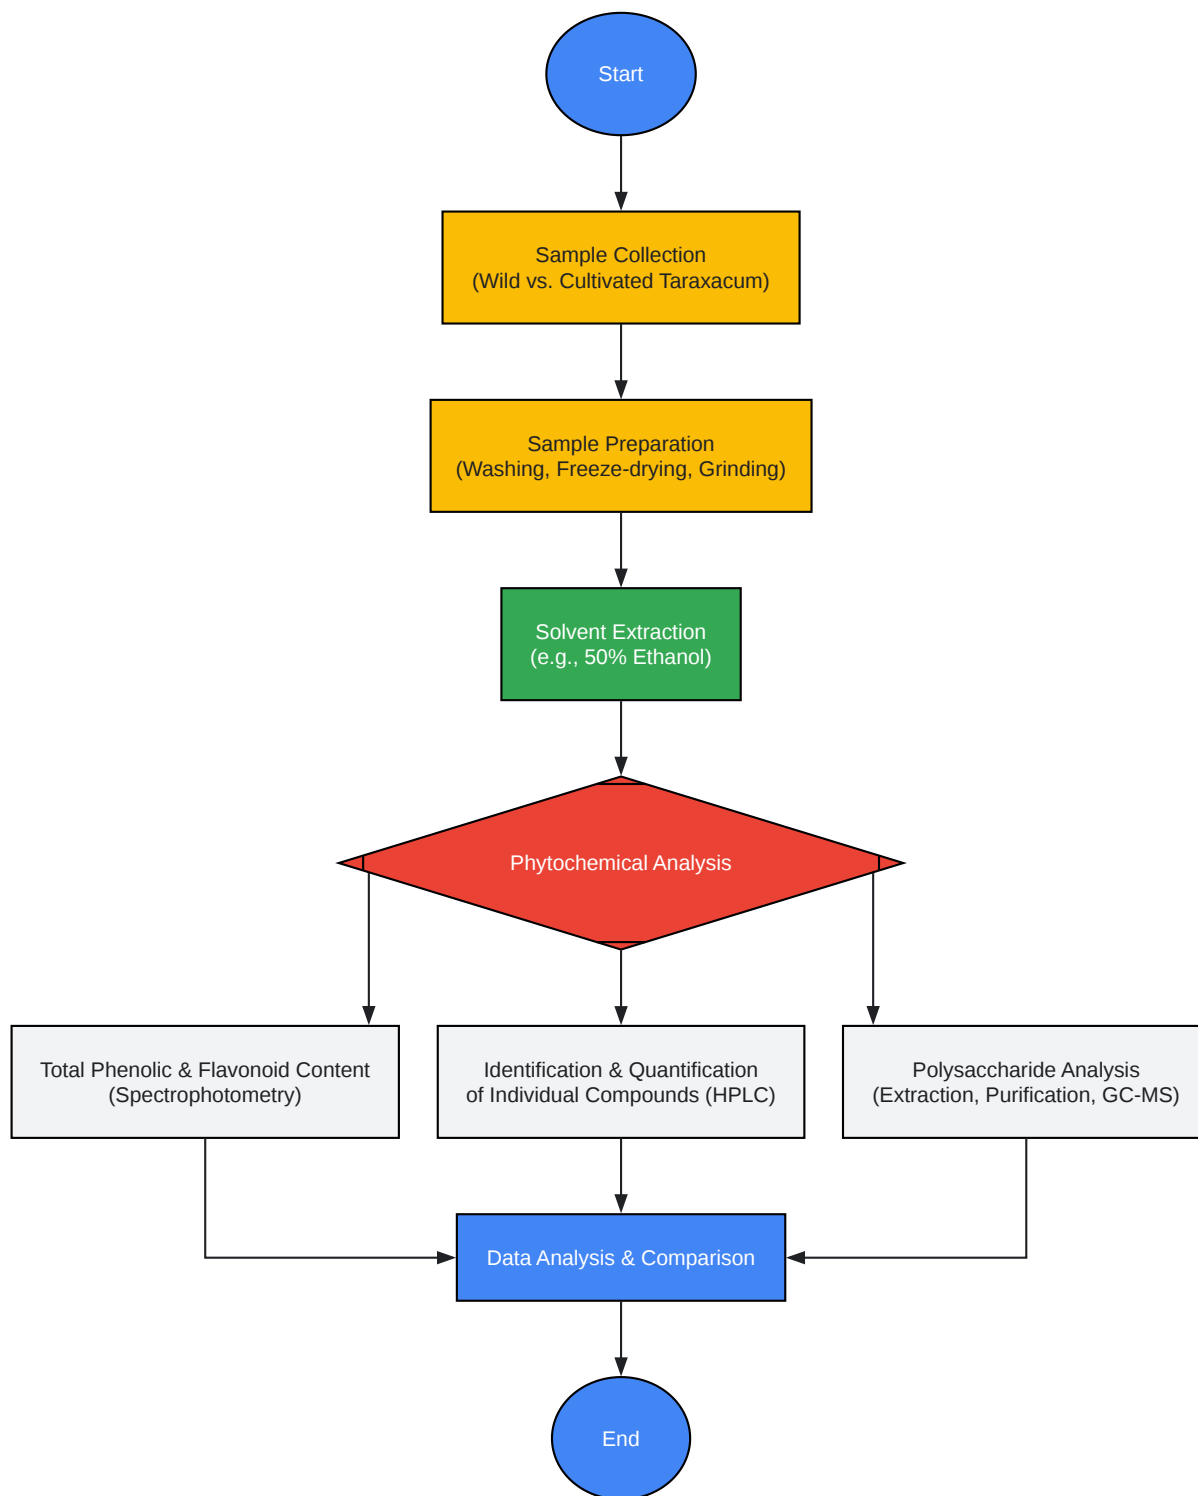 Start
Sample Collection
(Wild vs. Cultivated Taraxacum)
Sample Preparation
(Washing, Freeze-drying, Grinding)
Solvent Extraction
(e.g., 50% Ethanol)
Phytochemical Analysis
Total Phenolic & Flavonoid Content
(Spectrophotometry)
Identification & Quantification
of Individual Compounds (HPLC)
Polysaccharide Analysis
(Extraction, Purification, GC-MS)
Data Analysis & Comparison
End